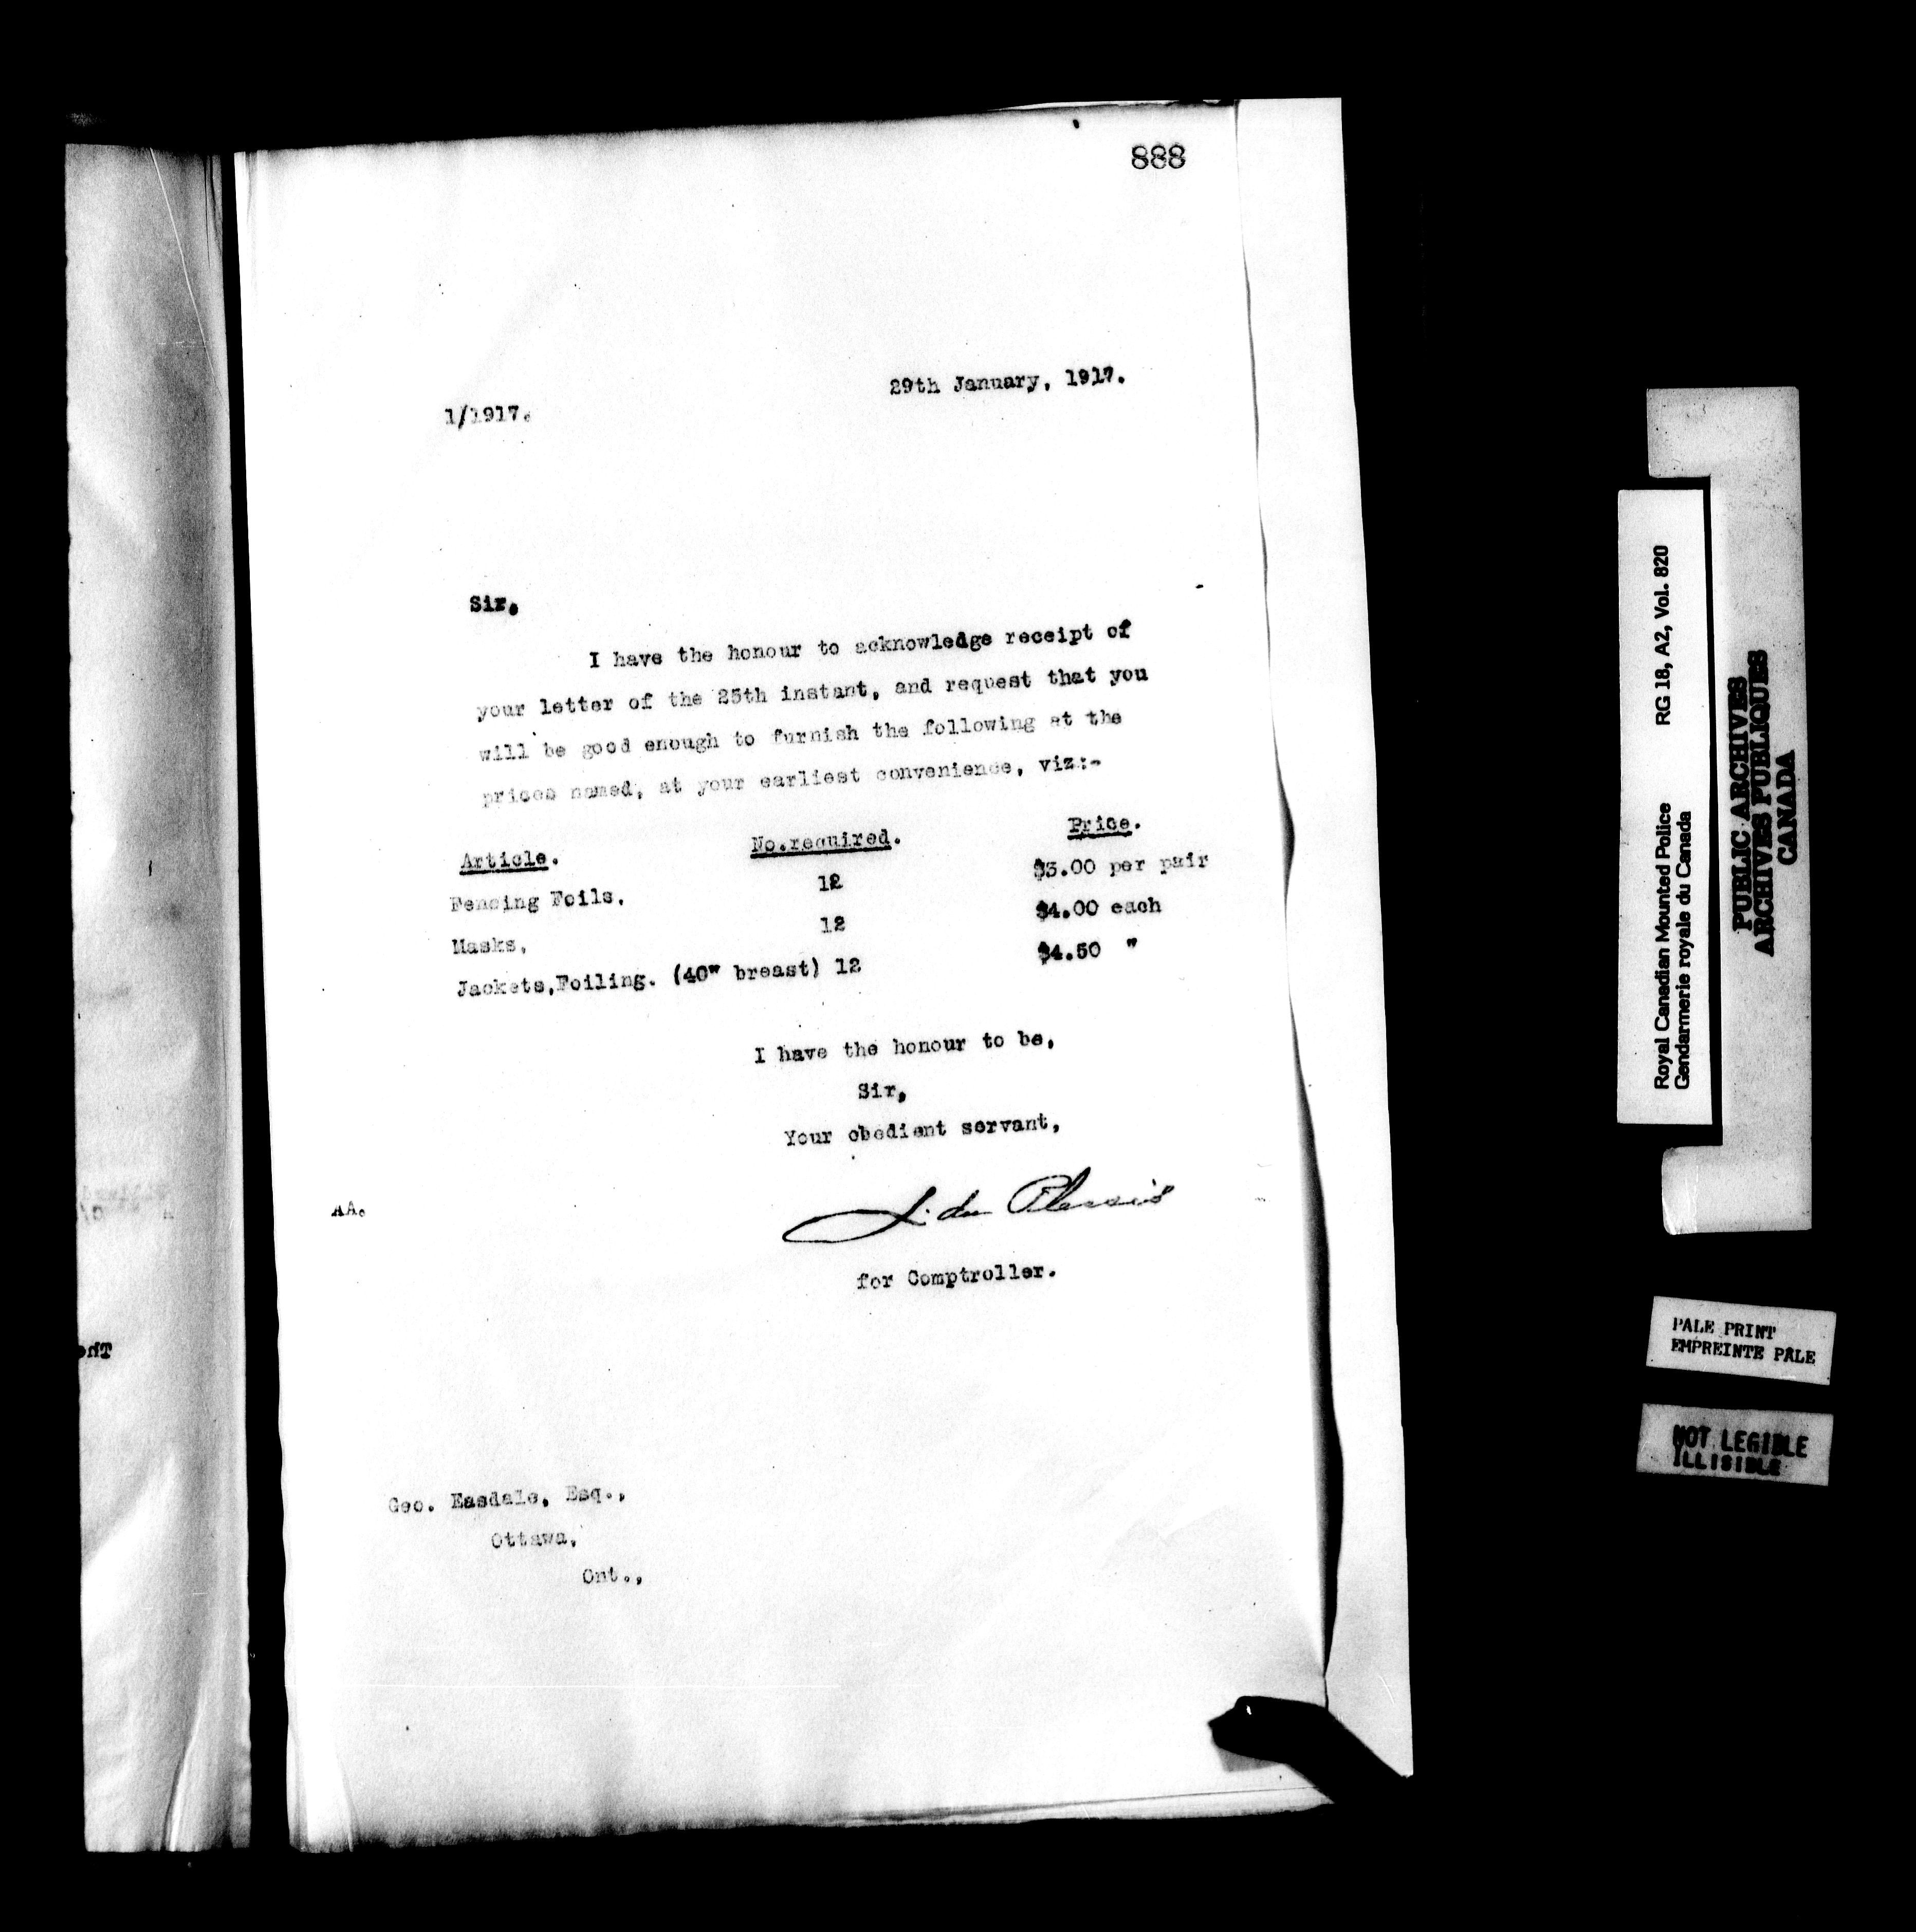 888
29th January, 1917.
1/1917.
Sir,
I have the honour to acknowledge receipt of
your letter of the 25th instant, and request that you
will be good enough to furnish the following at the
prices named, at your earliest convenience, viz:-
Article. No.required. Price.
Fencing Foils. 12 $3.00 per pair
Masks. 12 $4.00 each
Jackets,Foiling. (40" breast) 12 $4.50 "
I have the honour to be,
Sir,
Your obedient servant,
AA.
du Plessis
for Comptroller.
Geo. Easdale, Esq.,
Ottawa,
Ont.,
The
Royal Canadian Mounted Police RG 18, A2, Vol. 820
Gendarmerie royale du Canada
PUBLIC ARCHIVES
ARCHIVES PUBLIQUES
CANADA
PALE PRINT
EMPREINTE PÂLE
NOT LEGIBLE
ILLISIBLE